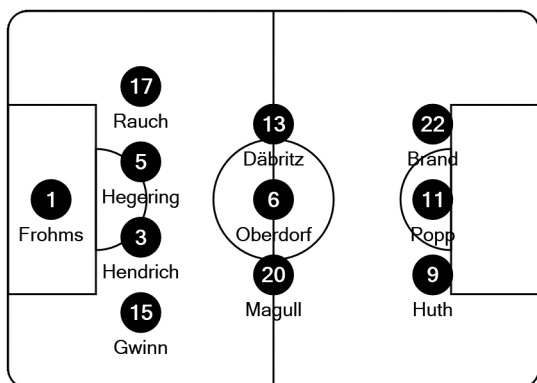 17
Rauch
13
Däbritz
22
Brand
5
Hegering
1
Frohms
6
Oberdorf
11
Popp
3
Hendrich
20
Magull
9
Huth
15
Gwinn